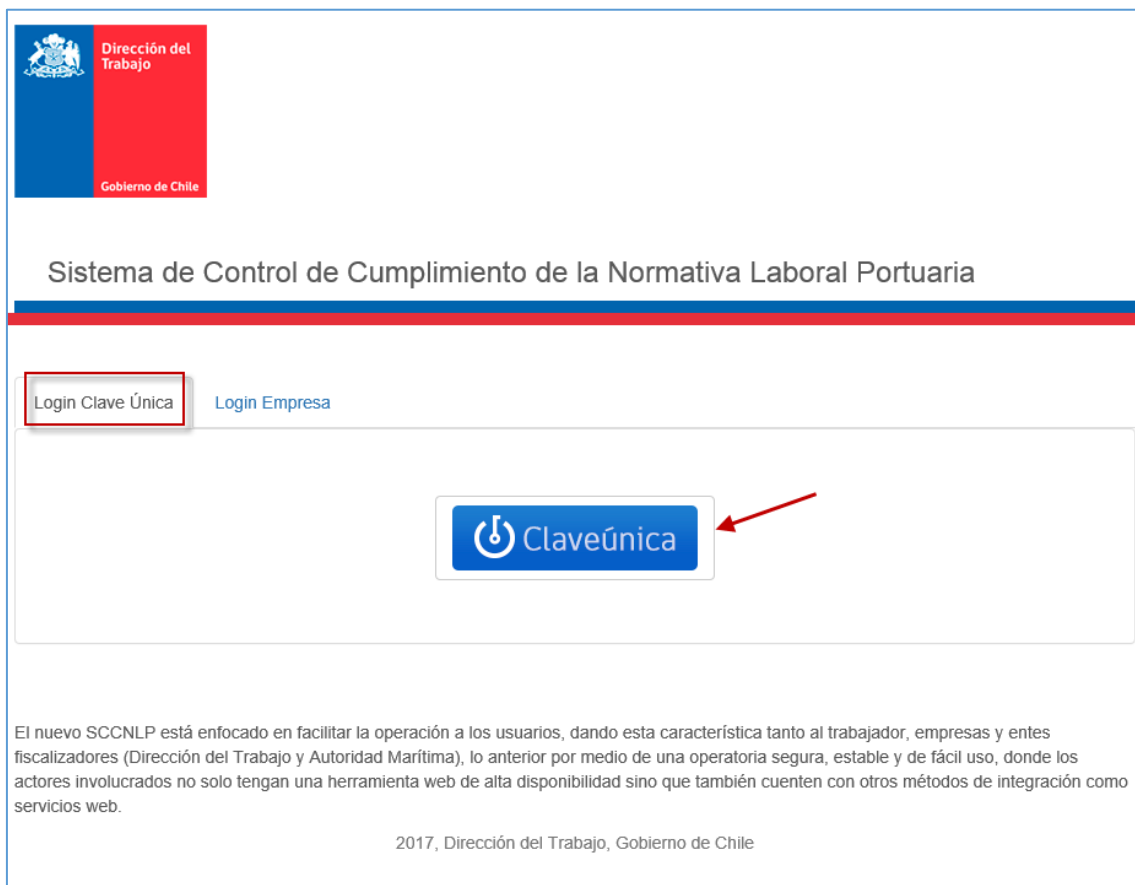 Dirección del
Trabajo
Gobierno de Chile
Sistema de Control de Cumplimiento de la Normativa Laboral Portuaria
Login Clave Única Login Empresa
Claveúnica
El nuevo SCCNLP está enfocado en facilitar la operación a los usuarios, dando esta característica tanto al trabajador, empresas y entes
fiscalizadores (Dirección del Trabajo y Autoridad Marítima), lo anterior por medio de una operatoria segura, estable y de fácil uso, donde los
actores involucrados no solo tengan una herramienta web de alta disponibilidad sino que también cuenten con otros métodos de integración como
servicios web.
2017, Dirección del Trabajo, Gobierno de Chile